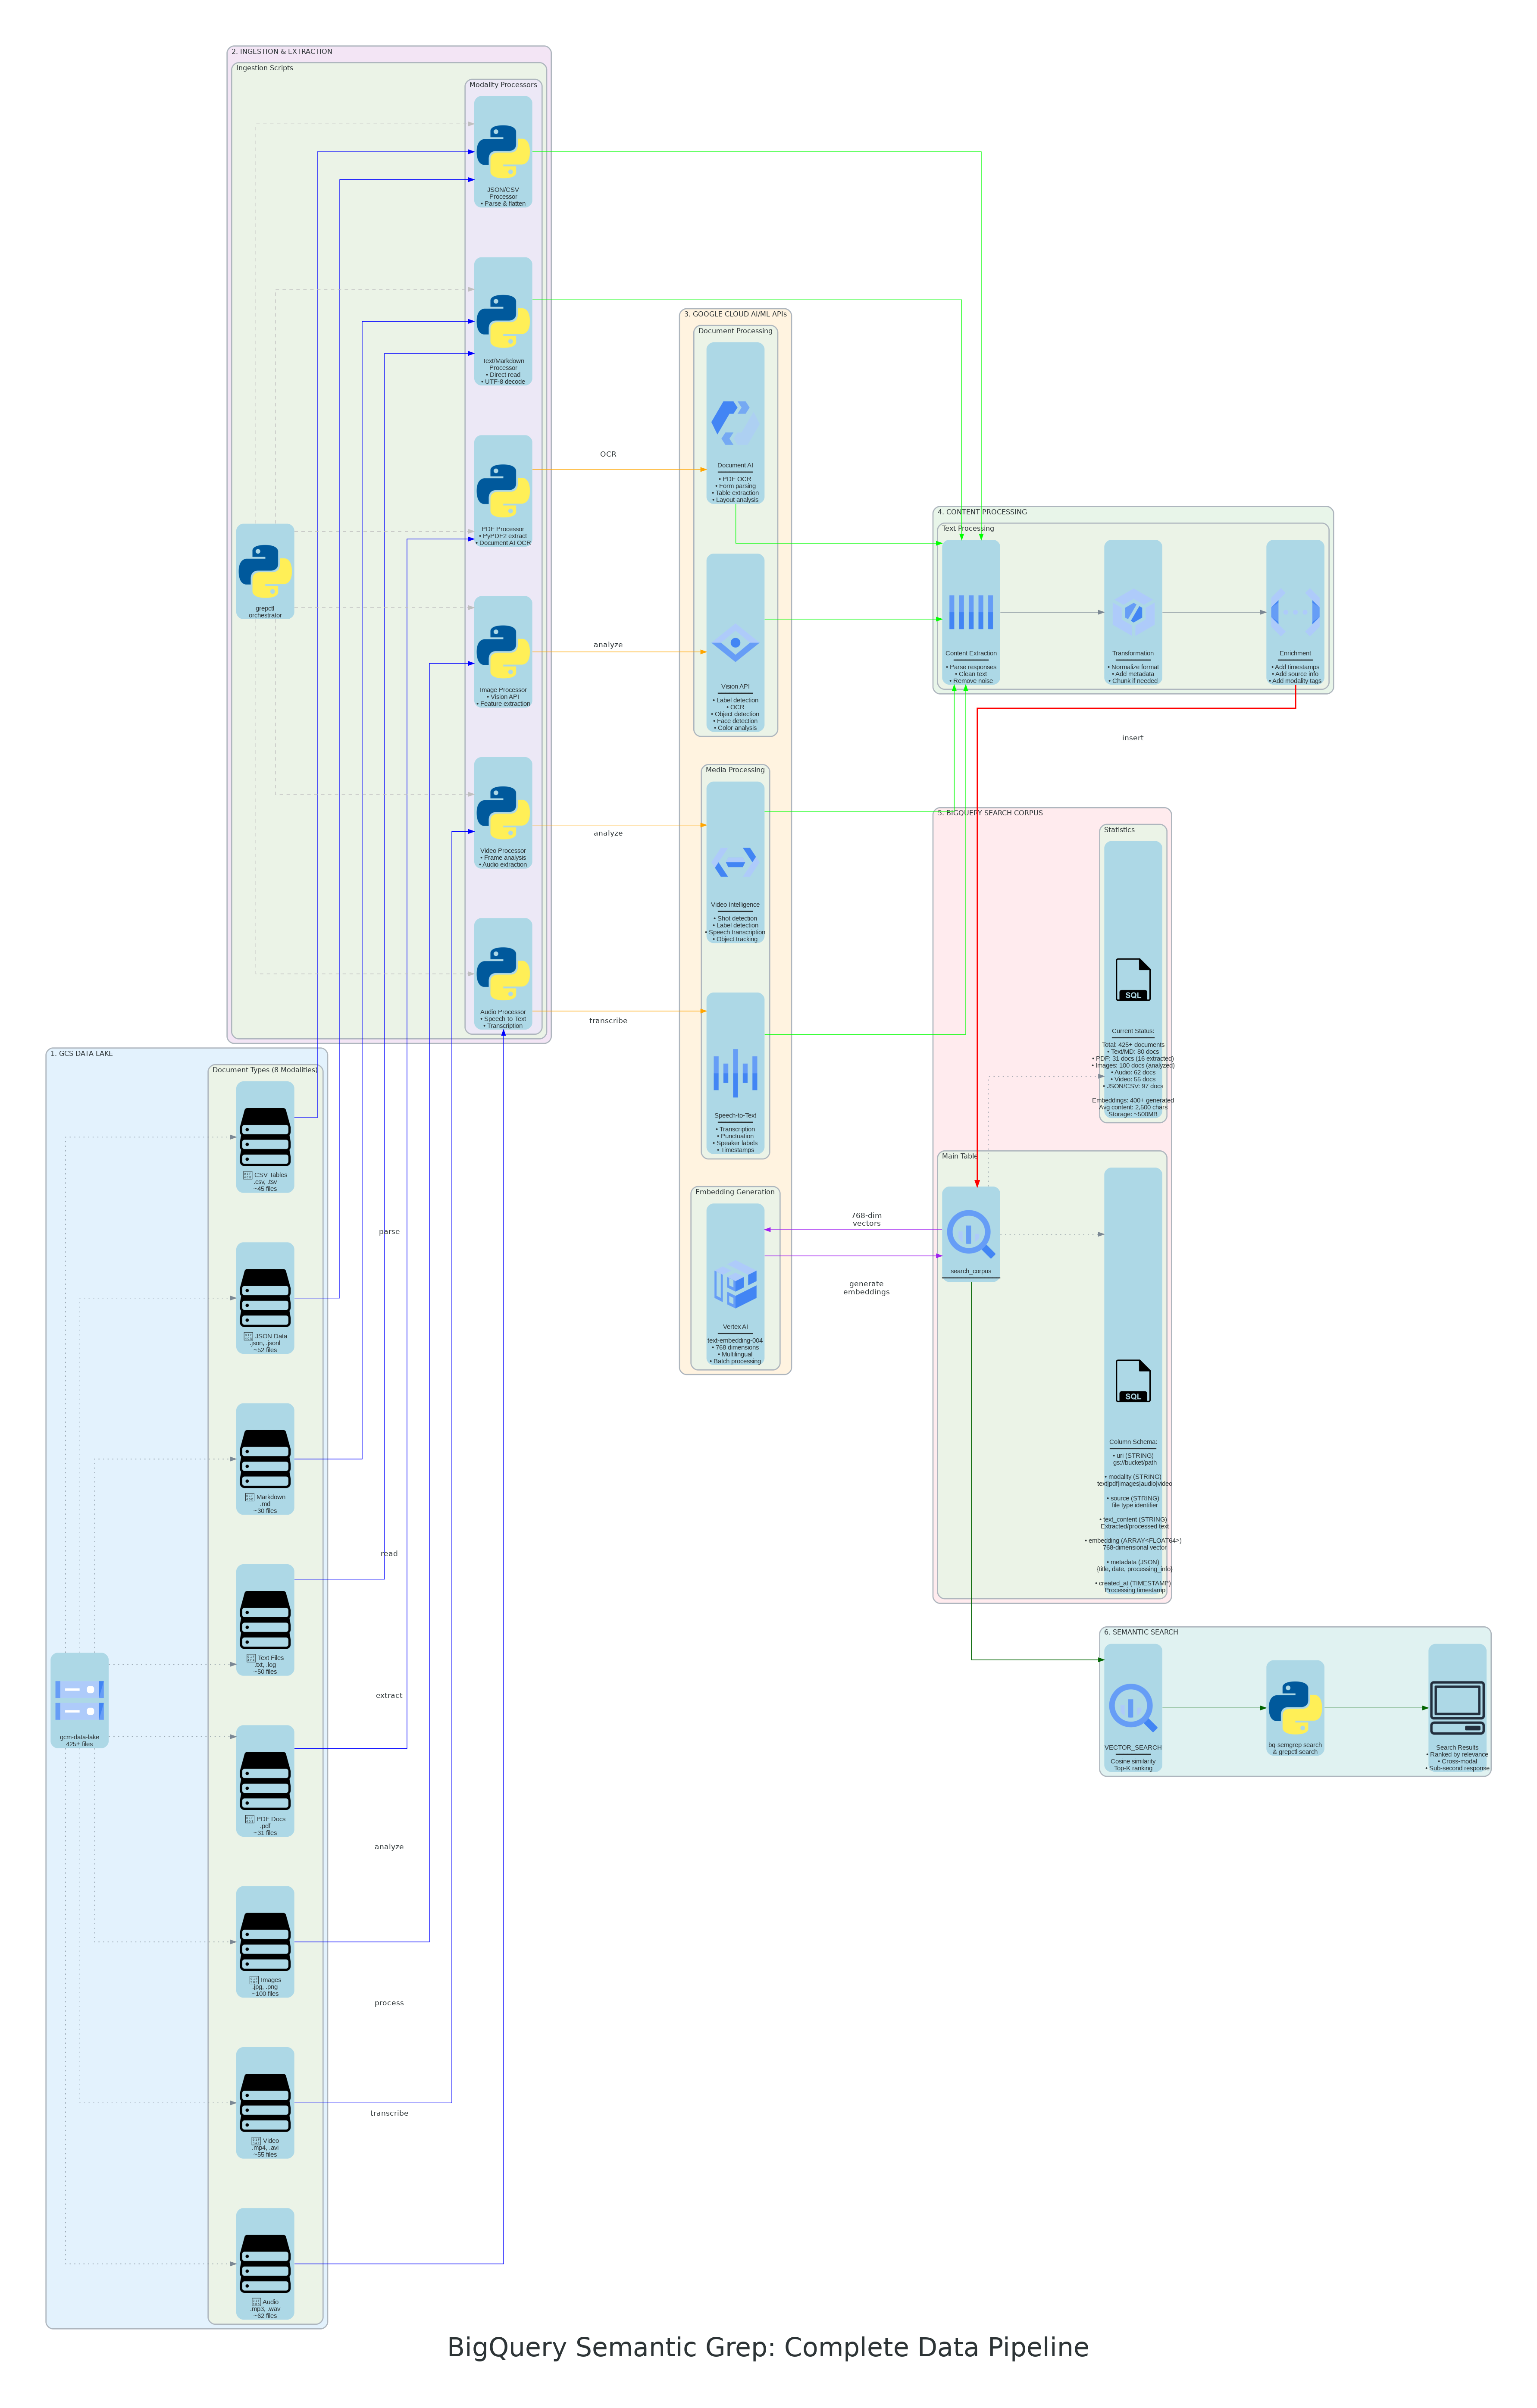 2. INGESTION & EXTRACTION
Ingestion Scripts
Modality Processors
JSON/CSV
Processor
• Parse & flatten
Text/Markdown
Processor
• Direct read
• UTF-8 decode
PDF Processor
• PyPDF2 extract
• Document AI OCR
grepctl
orchestrator
Image Processor
• Vision API
• Feature extraction
Video Processor
• Frame analysis
• Audio extraction
Audio Processor
• Speech-to-Text
• Transcription
OCR
analyze
analyze
transcribe
3. GOOGLE CLOUD AI/ML APIs
Document Processing
Document AI
• PDF OCR
• Form parsing
• Table extraction
• Layout analysis
Vision API
• Label detection
• OCR
• Object detection
• Face detection
• Color analysis
Media Processing
Video Intelligence
• Shot detection
• Label detection
• Speech transcription
• Object tracking
Speech-to-Text
• Transcription
• Punctuation
• Speaker labels
• Timestamps
Embedding Generation
Vertex AI
text-embedding-004
• 768 dimensions
• Multilingual
• Batch processing
768-dim
vectors
generate
embeddings
4. CONTENT PROCESSING
Text Processing
Content Extraction
• Parse responses
• Clean text
• Remove noise
Transformation
• Normalize format
• Add metadata
• Chunk if needed
Enrichment
• Add timestamps
• Add source info
• Add modality tags
insert
5. BIGQUERY SEARCH CORPUS
Statistics
SQL
Current Status:
Total: 425+ documents
• Text/MD: 80 docs
• PDF: 31 docs (16 extracted)
• Images: 100 docs (analyzed)
• Audio: 62 docs
• Video: 55 docs
• JSON/CSV: 97 docs
Embeddings: 400+ generated
Avg content: 2,500 chars
Storage: ~500MB
Main Table
search_corpus
SQL
Column Schema:
• uri (STRING)
gs://bucket/path
• modality (STRING)
text|pdf|images|audio|video
• source (STRING)
file type identifier
• text_content (STRING)
Extracted/processed text
• embedding (ARRAY<FLOAT64>)
768-dimensional vector
• metadata (JSON)
{title, date, processing_info}
• created_at (TIMESTAMP)
Processing timestamp
6. SEMANTIC SEARCH
VECTOR_SEARCH
Cosine similarity
Top-K ranking
bq-semgrep search
& grepctl search
Search Results
• Ranked by relevance
• Cross-modal
• Sub-second response
1. GCS DATA LAKE
Document Types (8 Modalities)
CSV Tables
.csv, .tsv
~45 files
JSON Data
.json, .jsonl
~52 files
Markdown
.md
~30 files
Text Files
.txt, .log
~50 files
gcm-data-lake
425+ files
PDF Docs
.pdf
~31 files
Images
.jpg, .png
~100 files
Video
.mp4, .avi
~55 files
Audio
.mp3, .wav
~62 files
parse
read
extract
analyze
process
transcribe
BigQuery Semantic Grep: Complete Data Pipeline